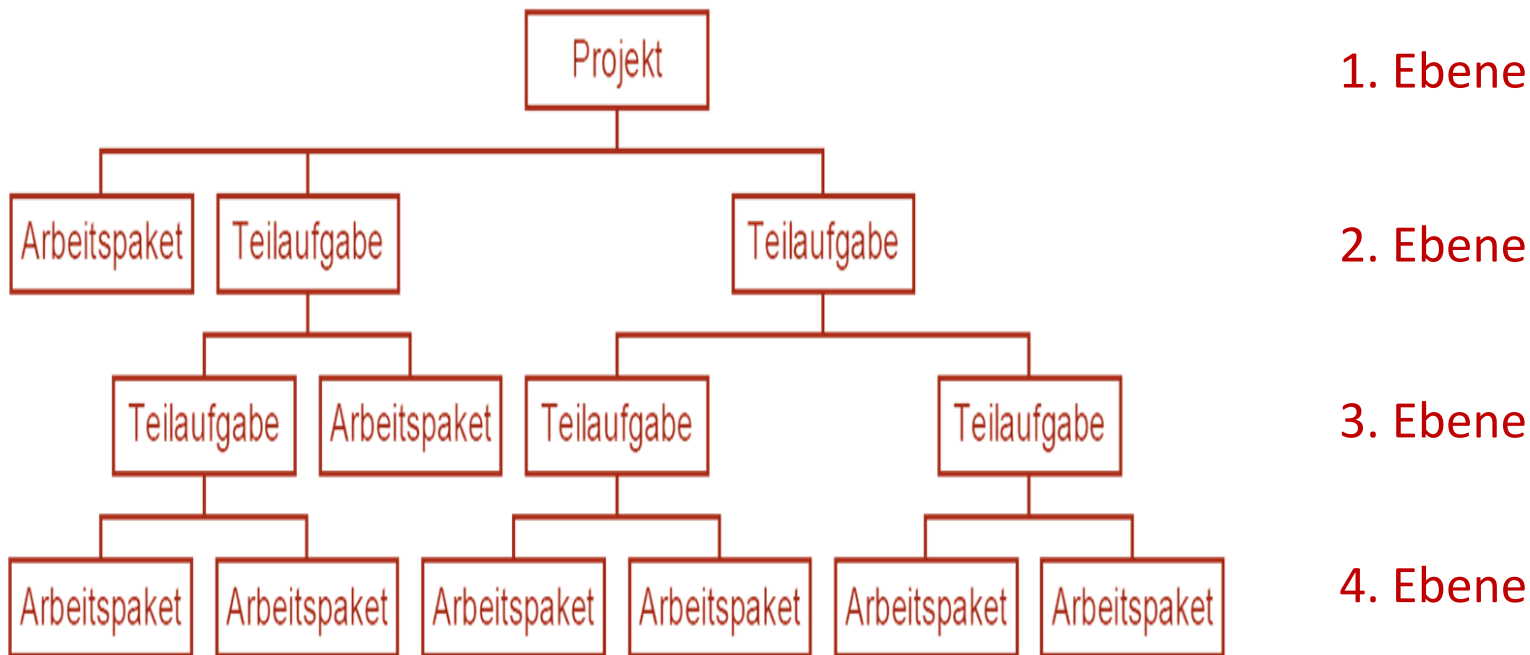 Projekt
1. Ebene
Arbeitspaket Teilaufgabe Teilaufgabe
2. Ebene
Teilaufgabe Arbeitspaket Teilaufgabe Teilaufgabe
3. Ebene
Arbeitspaket Arbeitspaket Arbeitspaket Arbeitspaket Arbeitspaket Arbeitspaket
4. Ebene